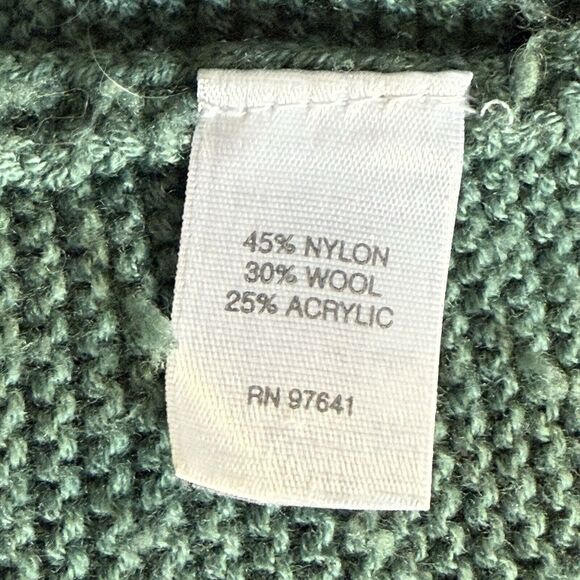 45% NYLON
30% WOOL
25% ACRYLIC
RN 97641